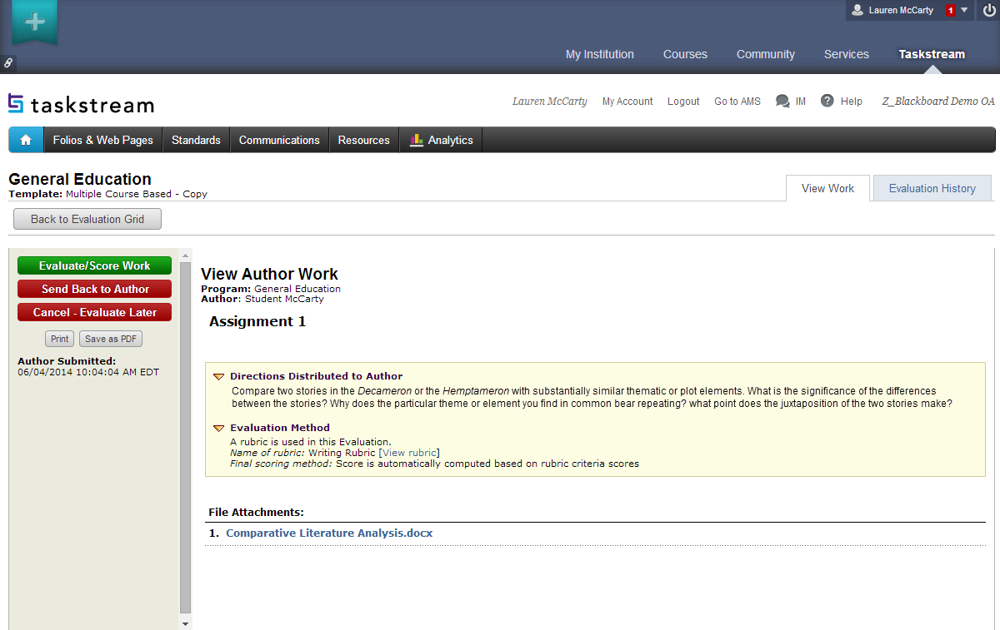 Lauren McCarty 1
My Institution Courses Community Services Taskstream
taskstream
Lauren McCarty My Account Logout Go to AMS IM Help Z_Blackboard Demo OA
Folios & Web Pages Standards Communications Resources Analytics
General Education
Template: Multiple Course Based - Copy
View Work Evaluation History
Back to Evaluation Grid
Evaluate/Score Work
Send Back to Author
Cancel - Evaluate Later
Print Save as PDF
Author Submitted:
06/04/2014 10:04:04 AM EDT
View Author Work
Program: General Education
Author: Student McCarty
Assignment 1
Directions Distributed to Author
Compare two stories in the Decameron or the Hemptameron with substantially similar thematic or plot elements. What is the significance of the differences
between the stories? Why does the particular theme or element you find in common bear repeating? what point does the juxtaposition of the two stories make?
Evaluation Method
A rubric is used in this Evaluation.
Name of rubric: Writing Rubric [View rubric]
Final scoring method: Score is automatically computed based on rubric criteria scores
File Attachments:
1. Comparative Literature Analysis.docx